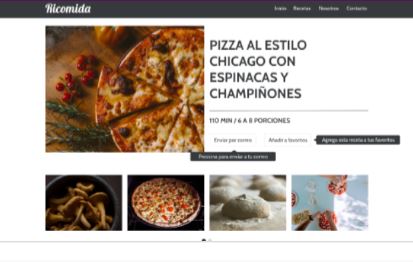 Ricomida
Inicio Recetas Nosotros Contacto
PIZZA AL ESTILO
CHICAGO CON
ESPINACAS Y
CHAMPIÑONES
110 MIN / 6 A 8 PORCIONES
Enviar por correo Añadir a favoritos Agrega esta receta a tus favoritos
Presiona para enviar a tu correo